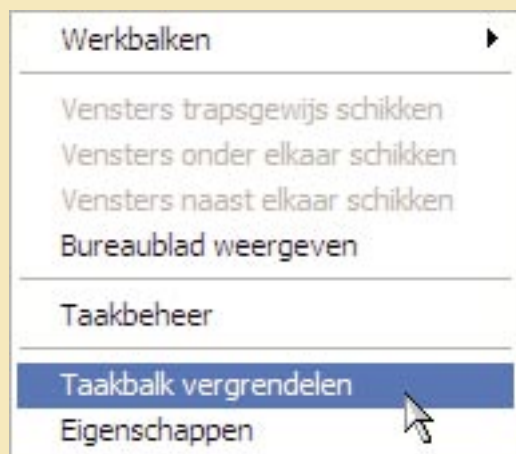 Werkbalken
Vensters trapsgewijs schikken
Vensters onder elkaar schikken
Vensters naast elkaar schikken
Bureaublad weergeven
Taakbeheer
Taakbalk vergrendelen
Eigenschappen